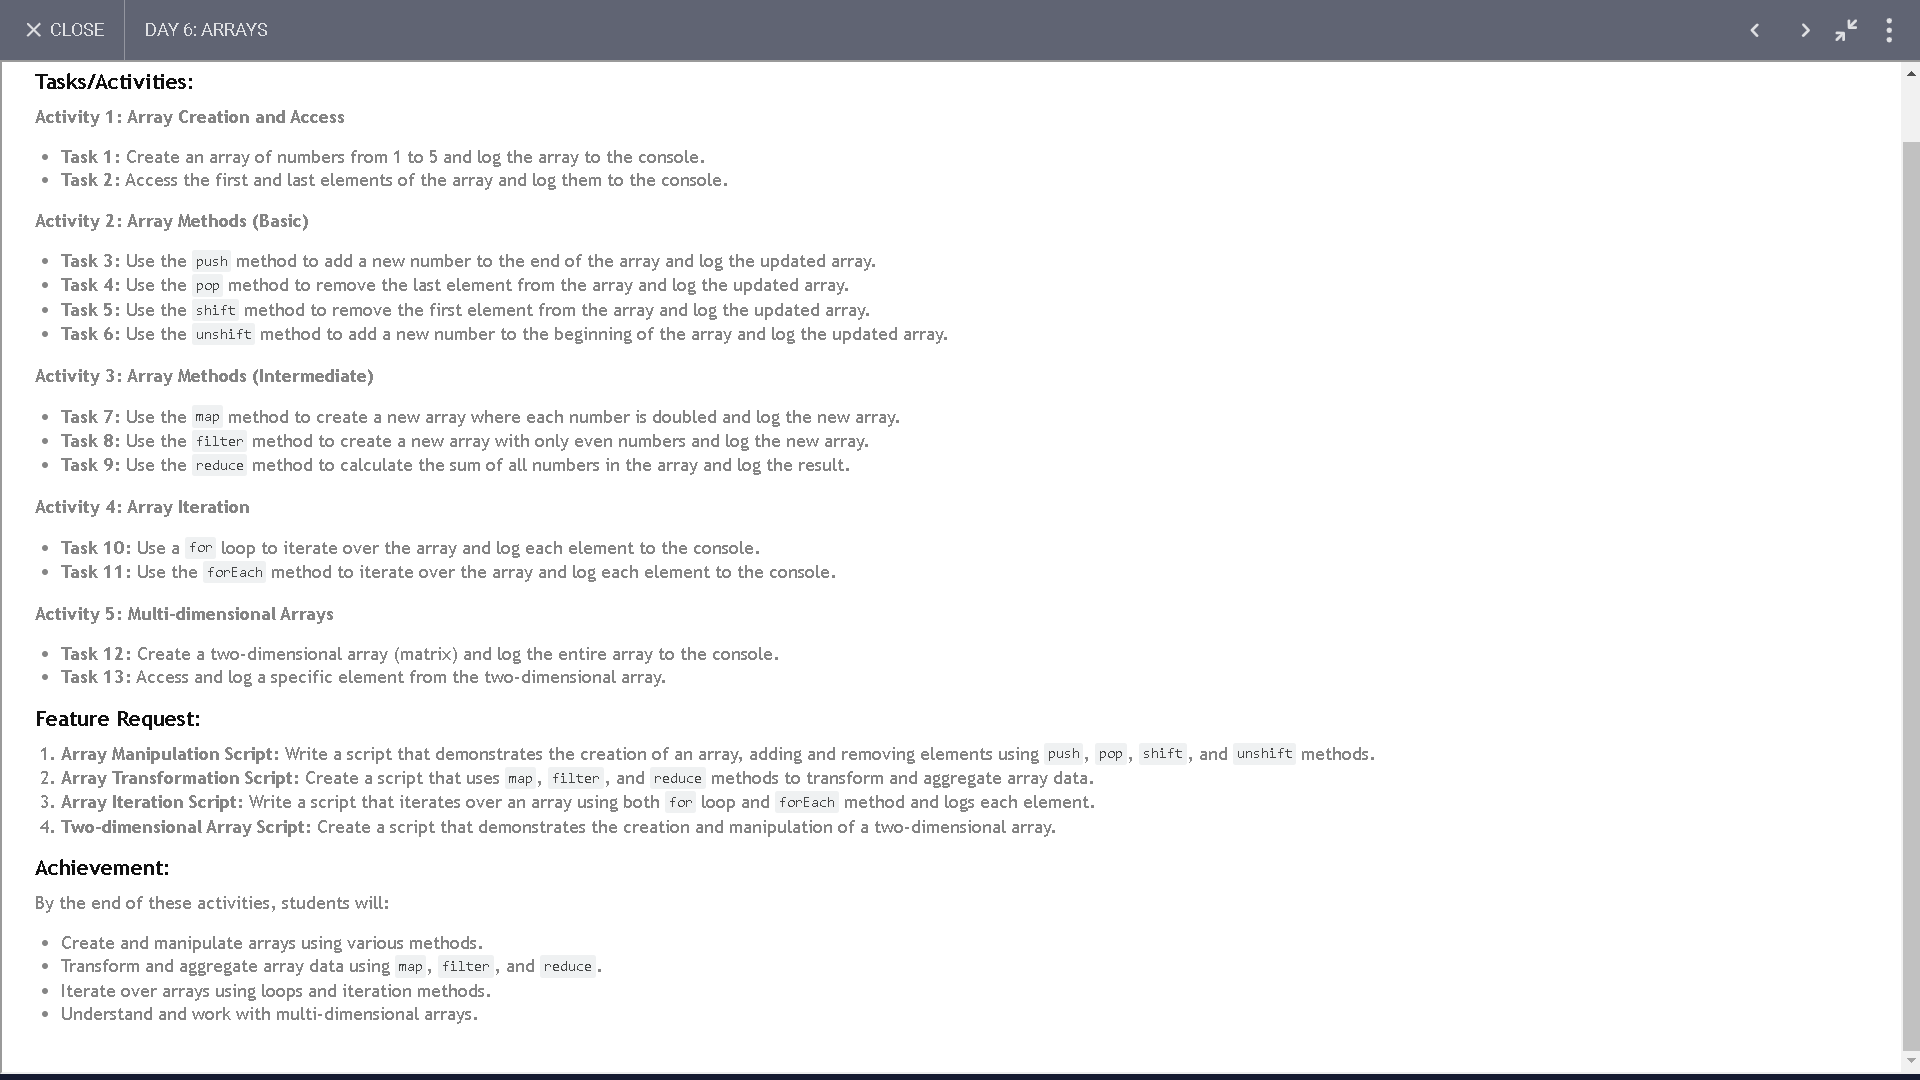 CLOSE
DAY 6: ARRAYS
Tasks/Activities:
Activity 1: Array Creation and Access
• Task 1: Create an array of numbers from 1 to 5 and log the array to the console.
• Task 2: Access the first and last elements of the array and log them to the console.
Activity 2: Array Methods (Basic)
• Task 3: Use the push method to add a new number to the end of the array and log the updated array.
• Task 4: Use the pop method to remove the last element from the array and log the updated array.
• Task 5: Use the shift method to remove the first element from the array and log the updated array.
• Task 6: Use the unshift method to add a new number to the beginning of the array and log the updated array.
Activity 3: Array Methods (Intermediate)
• Task 7: Use the map method to create a new array where each number is doubled and log the new array.
• Task 8: Use the filter method to create a new array with only even numbers and log the new array.
• Task 9: Use the reduce method to calculate the sum of all numbers in the array and log the result.
Activity 4: Array Iteration
• Task 10: Use a for loop to iterate over the array and log each element to the console.
• Task 11: Use the forEach method to iterate over the array and log each element to the console.
Activity 5: Multi-dimensional Arrays
• Task 12: Create a two-dimensional array (matrix) and log the entire array to the console.
• Task 13: Access and log a specific element from the two-dimensional array.
Feature Request:
1. Array Manipulation Script: Write a script that demonstrates the creation of an array, adding and removing elements using push, pop, shift, and unshift methods.
2. Array Transformation Script: Create a script that uses map, filter, and reduce methods to transform and aggregate array data.
3. Array Iteration Script: Write a script that iterates over an array using both for loop and forEach method and logs each element.
4. Two-dimensional Array Script: Create a script that demonstrates the creation and manipulation of a two-dimensional array.
Achievement:
By the end of these activities, students will:
• Create and manipulate arrays using various methods.
• Transform and aggregate array data using map, filter, and reduce.
• Iterate over arrays using loops and iteration methods.
• Understand and work with multi-dimensional arrays.